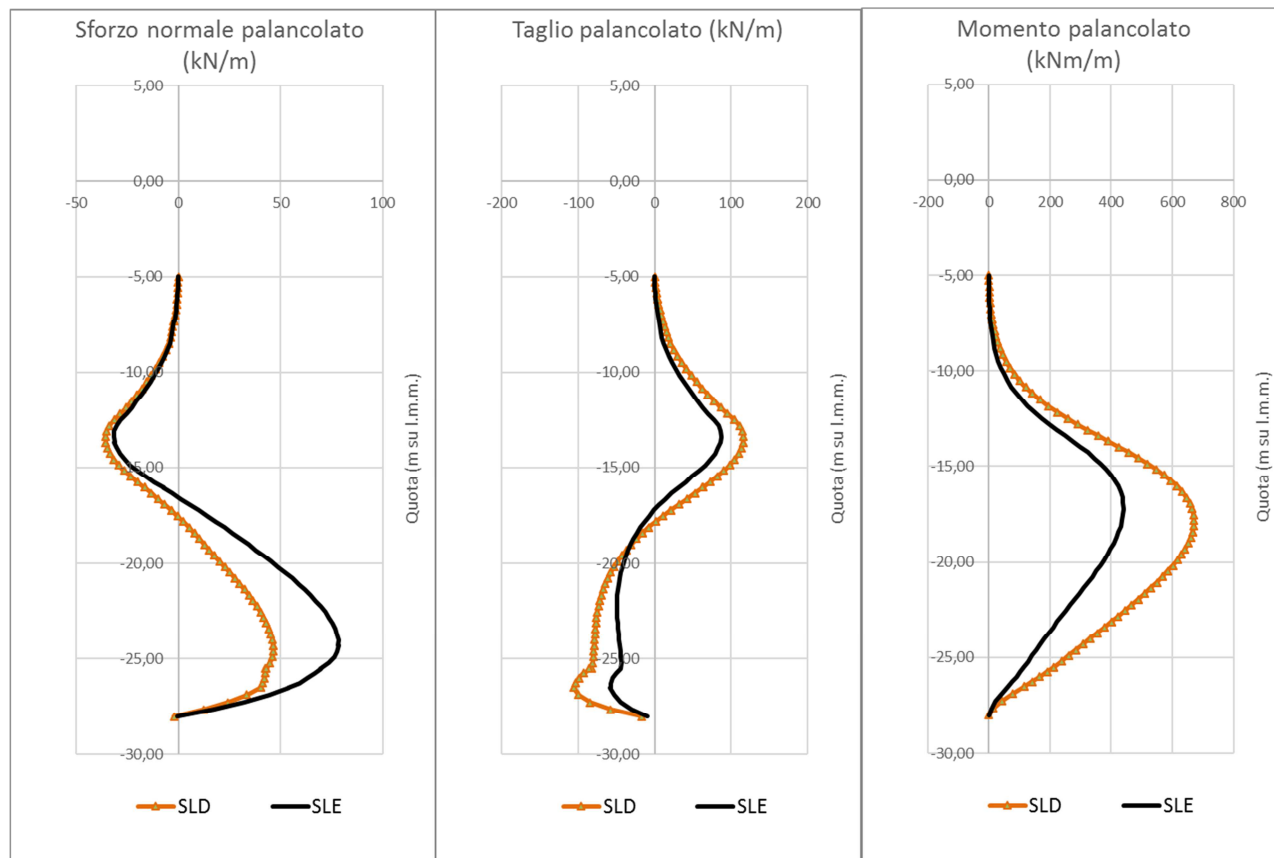 Sforzo normale palancolato
(kN/m)
5,00
0,00
-50 0 50 100
-5,00
-10,00
-15,00
-20,00
-25,00
-30,00
Quota (m su l.m.m.)
SLD SLE
Taglio palancolato (kN/m)
5,00
0,00
-200 -100 0 100 200
-5,00
-10,00
-15,00
-20,00
-25,00
-30,00
Quota (m su l.m.m.)
SLD SLE
Momento palancolato
(kNm/m)
5,00
0,00
-200 0 200 400 600 800
-5,00
-10,00
-15,00
-20,00
-25,00
-30,00
Quota (m su l.m.m.)
SLD SLE